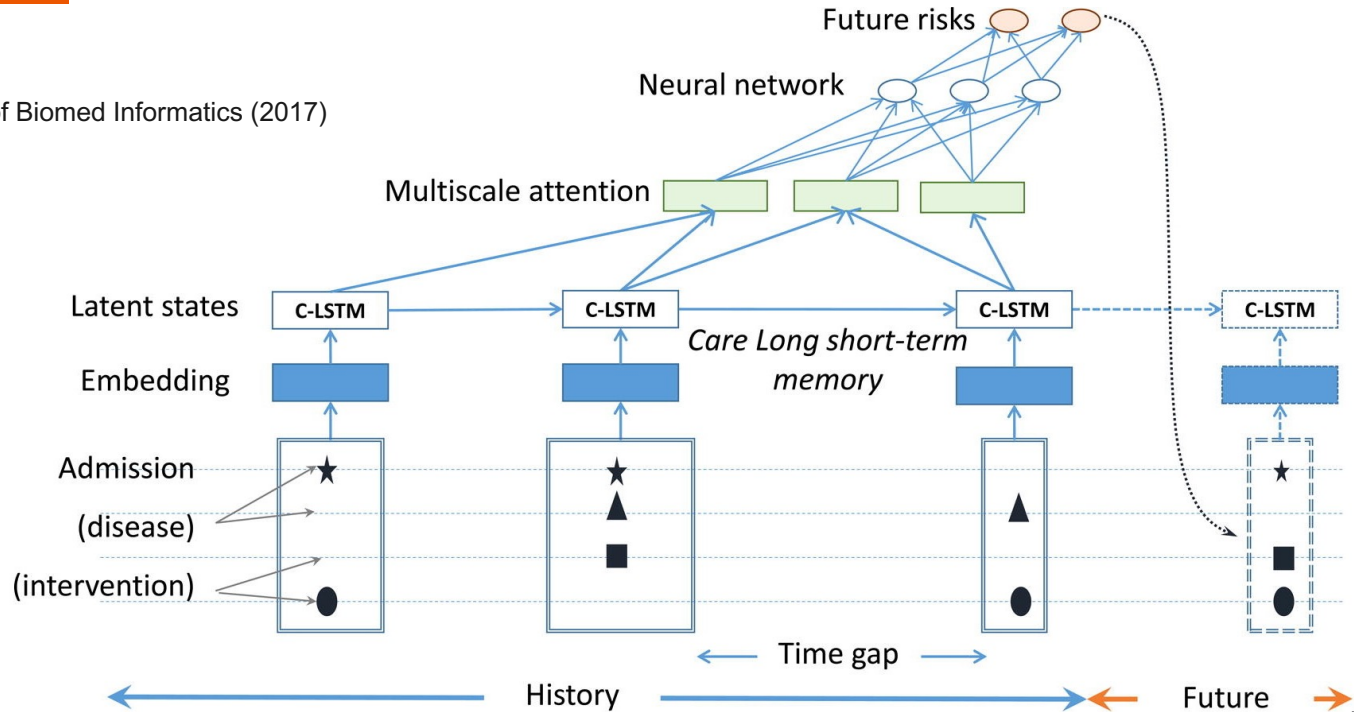 Future risks
Neural network
of Biomed Informatics (2017)
Multiscale attention
Latent states
C-LSTM
C-LSTM
C-LSTM
C-LSTM
Care Long short-term
memory
Embedding
Admission
(disease)
(intervention)
Time gap
History
Future